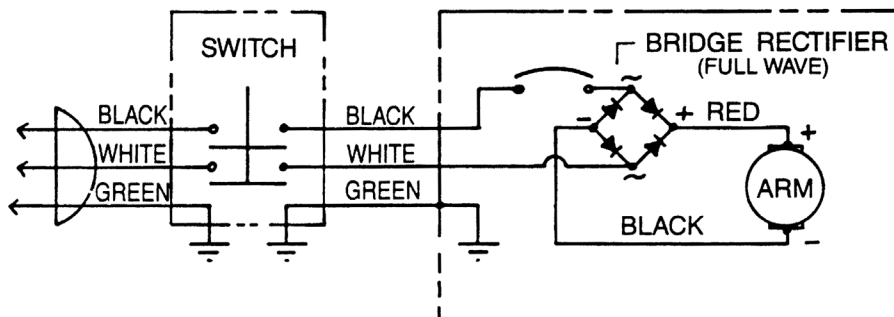 SWITCH
BRIDGE RECTIFIER
(FULL WAVE)
~
BLACK
BLACK
-
+
RED
+
WHITE
WHITE
~
GREEN
GREEN
ARM
BLACK
-